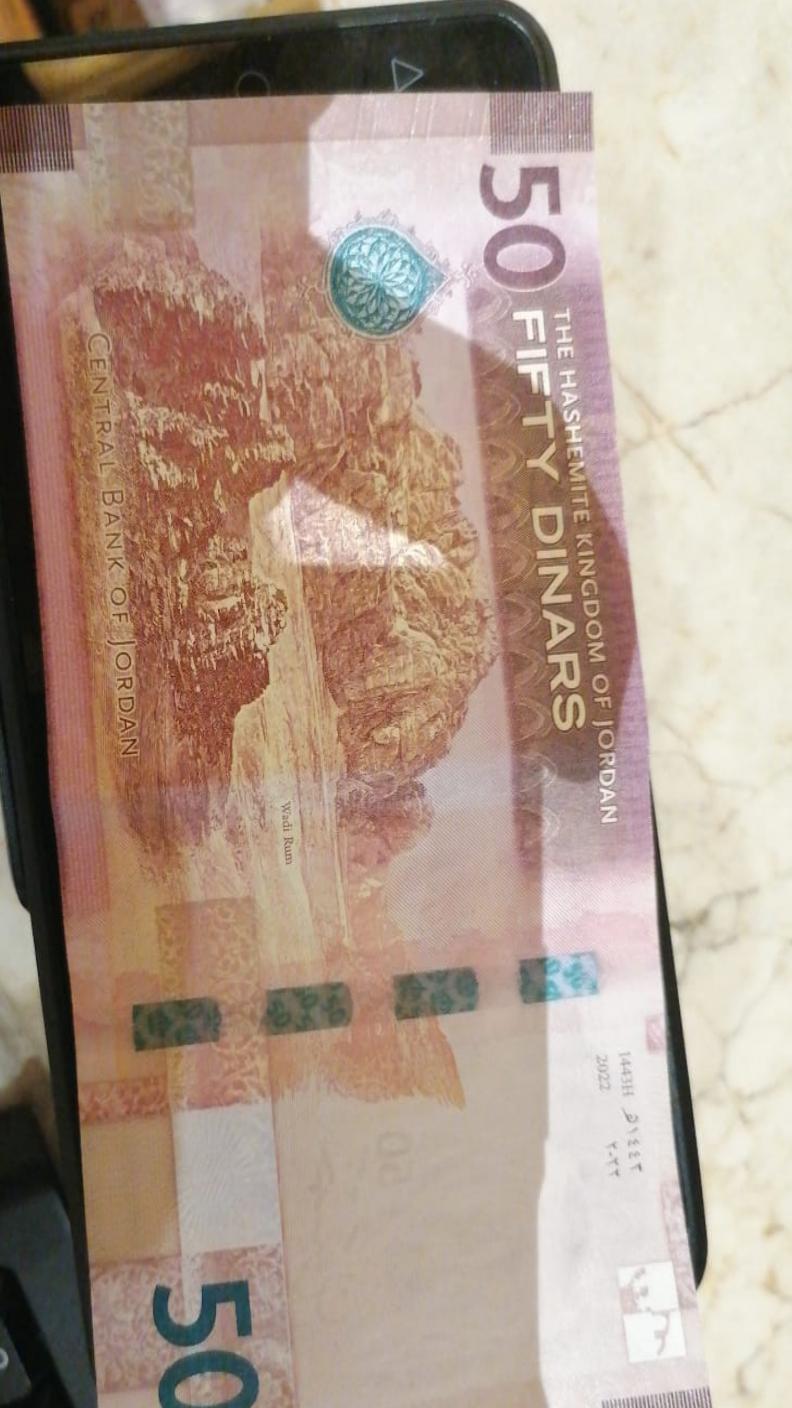 50
THE HASHEMITE KINGDOM OF JORDAN
FIFTY DINARS
1443H ١٤٤٣هـ
2022 ٢٠٢٢
Wadi Rum
CENTRAL BANK OF JORDAN
50